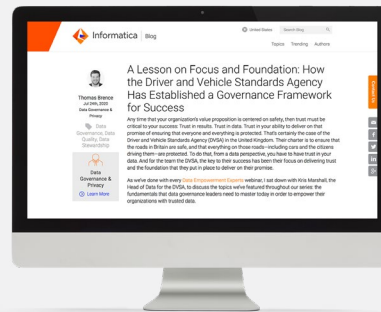 Informatica | Blog
United States
Search blog
Topics Trending Authors
Thomas Brence
Jul 24th, 2020
Data Governance &
Privacy
Data
Governance, Data
Quality, Data
Stewardship
Data
Governance &
Privacy
Learn More
A Lesson on Focus and Foundation: How
the Driver and Vehicle Standards Agency
Has Established a Governance Framework
for Success
Any time that your organization's value proposition is centered on safety, then trust must be
critical to your success. Trust in results. Trust in data. Trust in your ability to deliver on that
promise of ensuring that everyone and everything is protected. That's certainly the case of the
Driver and Vehicle Standards Agency (DVSA) in the United Kingdom. Their charter is to ensure that
the roads in Britain are safe, and that everything on those roads—including cars and the citizens
driving them—are protected. To do that, from a data perspective, you have to have trust in your
data. And for the team the DVSA, the key to their success has been their focus on delivering trust
and the foundation that they put in place to deliver on their promise.
As we've done with every Data Empowerment Experts webinar, I sat down with Kris Marshall, the
Head of Data for the DVSA, to discuss the topics we've featured throughout our series: the
fundamentals that data governance leaders need to master today in order to empower their
organizations with trusted data.
Contact Us